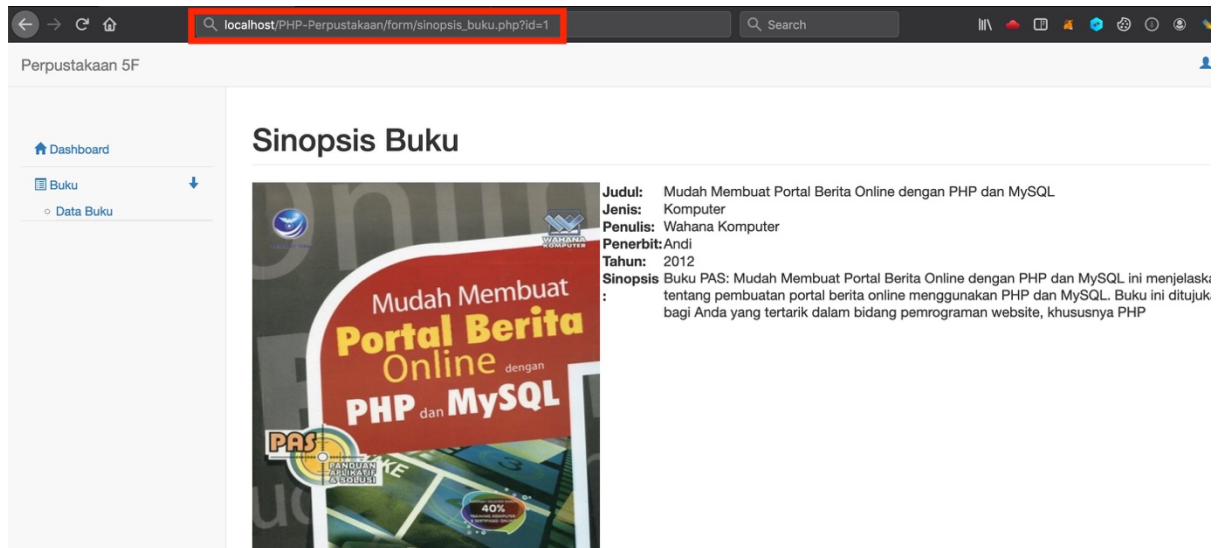 localhost/PHP-Perpustakaan/form/sinopsis_buku.php?id=1
Search
Perpustakaan 5F
Dashboard
Buku
Data Buku
Sinopsis Buku
Judul: Mudah Membuat Portal Berita Online dengan PHP dan MySQL
Jenis: Komputer
Penulis: Wahana Komputer
Penerbit: Andi
Tahun: 2012
Sinopsis Buku PAS: Mudah Membuat Portal Berita Online dengan PHP dan MySQL ini menjelaska
: tentang pembuatan portal berita online menggunakan PHP dan MySQL. Buku ini ditujuk
bagi Anda yang tertarik dalam bidang pemrograman website, khususnya PHP
WAHANA
KOMPUTER
Mudah Membuat
Portal Berita
Online dengan
PHP dan MySQL
PAS
PANDUAN
APLIKATIF
& SOLUSI
40%